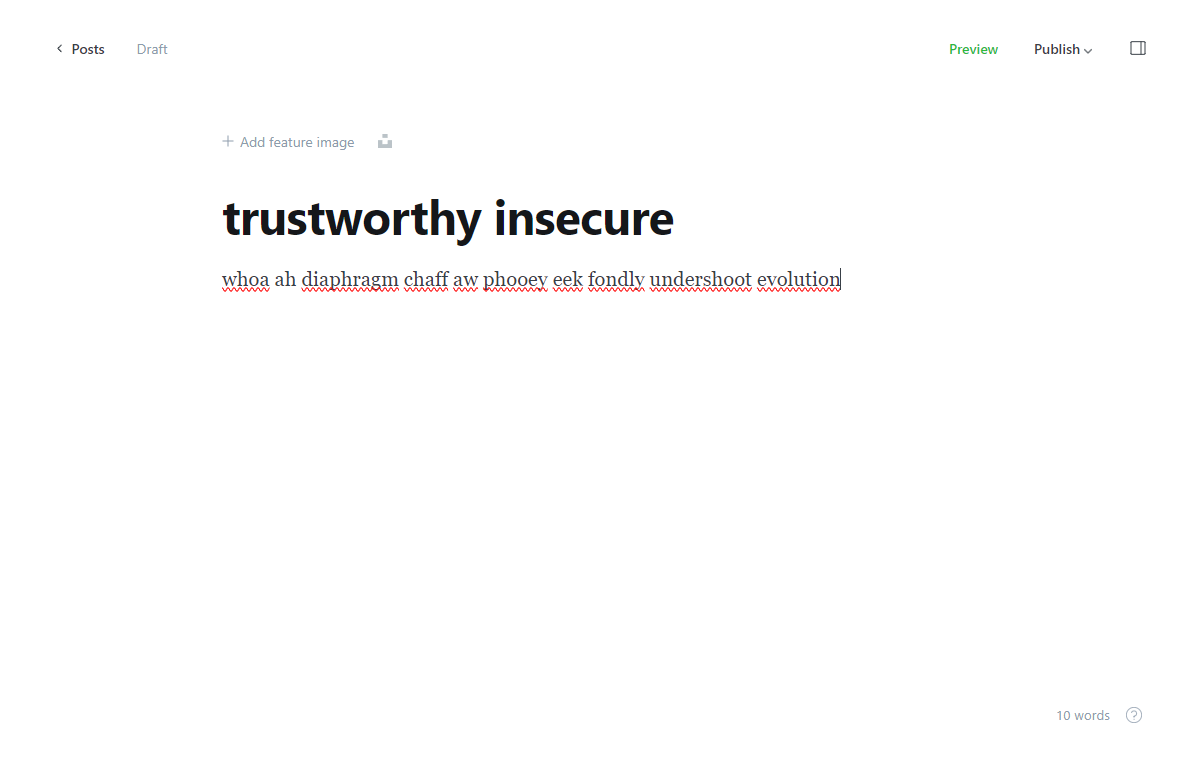 Posts Draft Preview Publish
Add feature image
trustworthy insecure
whoa ah diaphragm chaff aw phooey eek fondly undershoot evolution
10 words ?